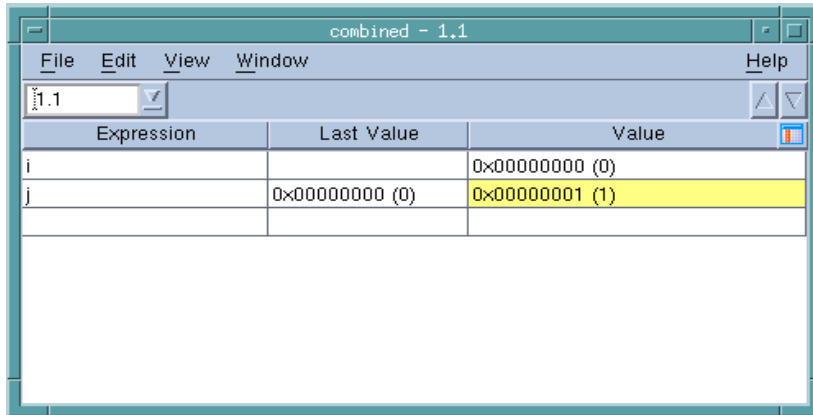 combined - 1.1
File Edit View Window Help
1.1
Expression Last Value Value
i 0x00000000 (0)
j 0x00000000 (0) 0x00000001 (1)